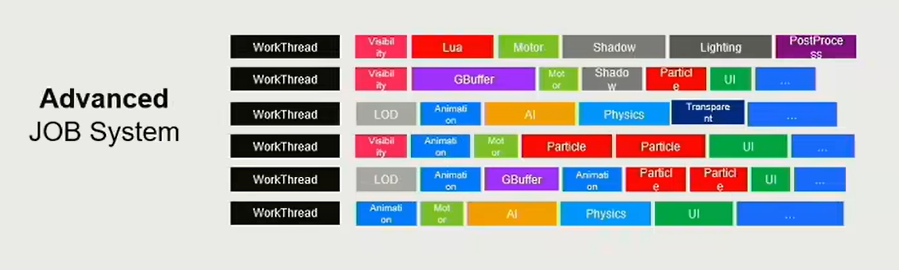 Advanced
JOB System
WorkThread Visibility Lua Motor Shadow Lighting PostProcess
WorkThread Visibility GBuffer Motor Shadow Particle UI ...
WorkThread LOD Animation AI Physics Transparent ...
WorkThread Visibility Animation Motor Particle Particle UI ...
WorkThread LOD Animation GBuffer Animation Particle Particle UI ...
WorkThread Animation Motor AI Physics UI ...